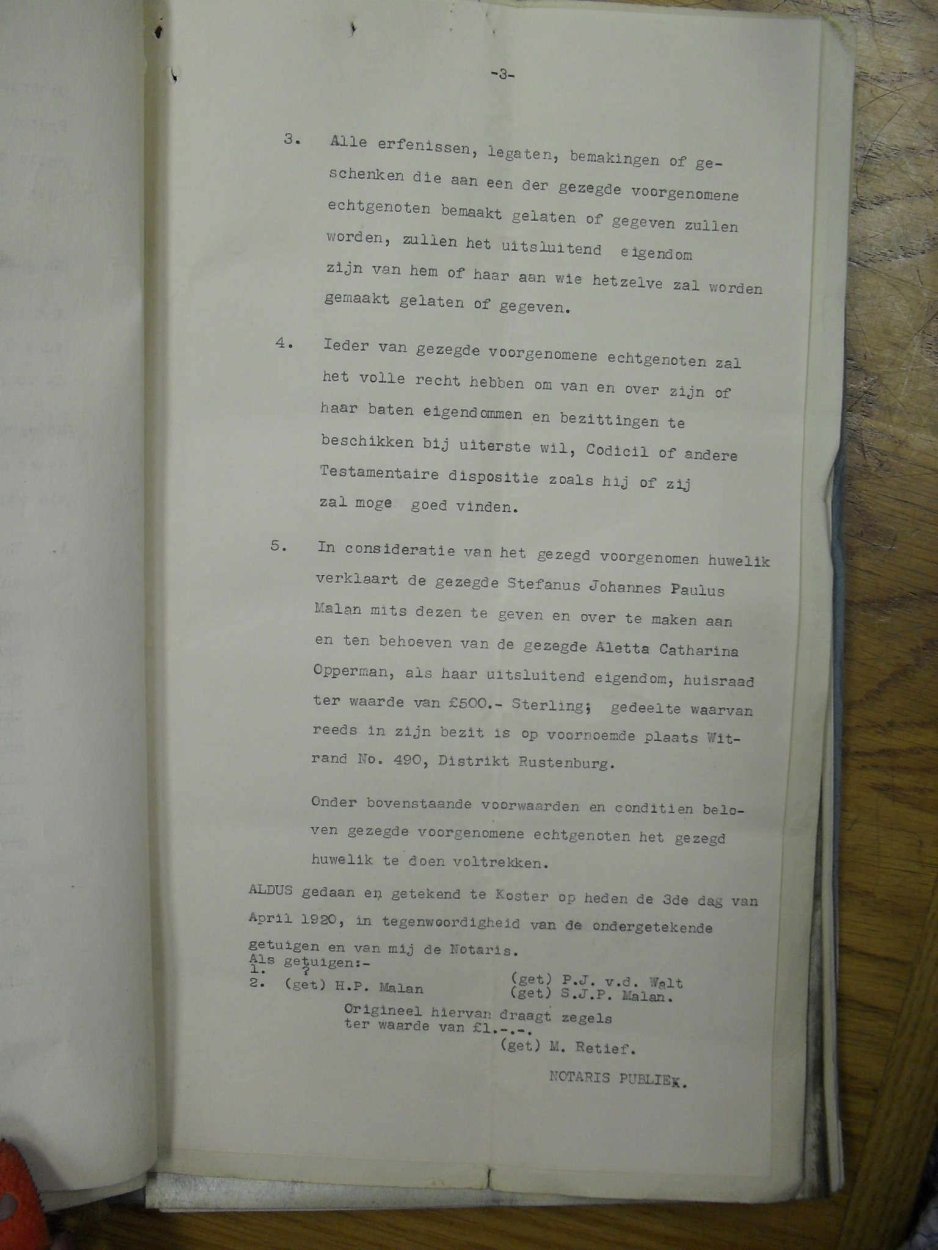 -3-
3. Alle erfenissen, legaten, bemakingen of ge-
schenken die aan een der gezegde voorgenomene
echtgenoten bemaakt gelaten of gegeven zullen
worden, zullen het uitsluitend eigendom
zijn van hem of haar aan wie hetzelve zal worden
gemaakt gelaten of gegeven.
4. Ieder van gezegde voorgenomene echtgenoten zal
het volle recht hebben om van en over zijn of
haar baten eigendommen en bezittingen te
beschikken bij uiterste wil, Codicil of andere
Testamentaire dispositie zoals hij of zij
zal moge goed vinden.
5. In consideratie van het gezegd voorgenomen huwelik
verklaart de gezegde Stefanus Johannes Paulus
Malan mits dezen te geven en over te maken aan
en ten behoeven van de gezegde Aletta Catharina
Opperman, als haar uitsluitend eigendom, huisraad
ter waarde van £500.- Sterling; gedeelte waarvan
reeds in zijn bezit is op voornoemde plaats Wit-
rand No. 490, Distrikt Rustenburg.
Onder bovenstaande voorwaarden en conditien belo-
ven gezegde voorgenomene echtgenoten het gezegd
huwelik te doen voltrekken.
ALDUS gedaan en getekend te Koster op heden de 3de dag van
April 1920, in tegenwoordigheid van de ondergetekende
getuigen en van mij de Notaris.
Als getuigen:-
1. ? (get) P.J. v.d. Walt
2. (get) H.P. Malan (get) S.J.P. Malan.
Origineel hiervan draagt zegels
ter waarde van £1.-.-.
(get) M. Retief.
NOTARIS PUBLIEK.